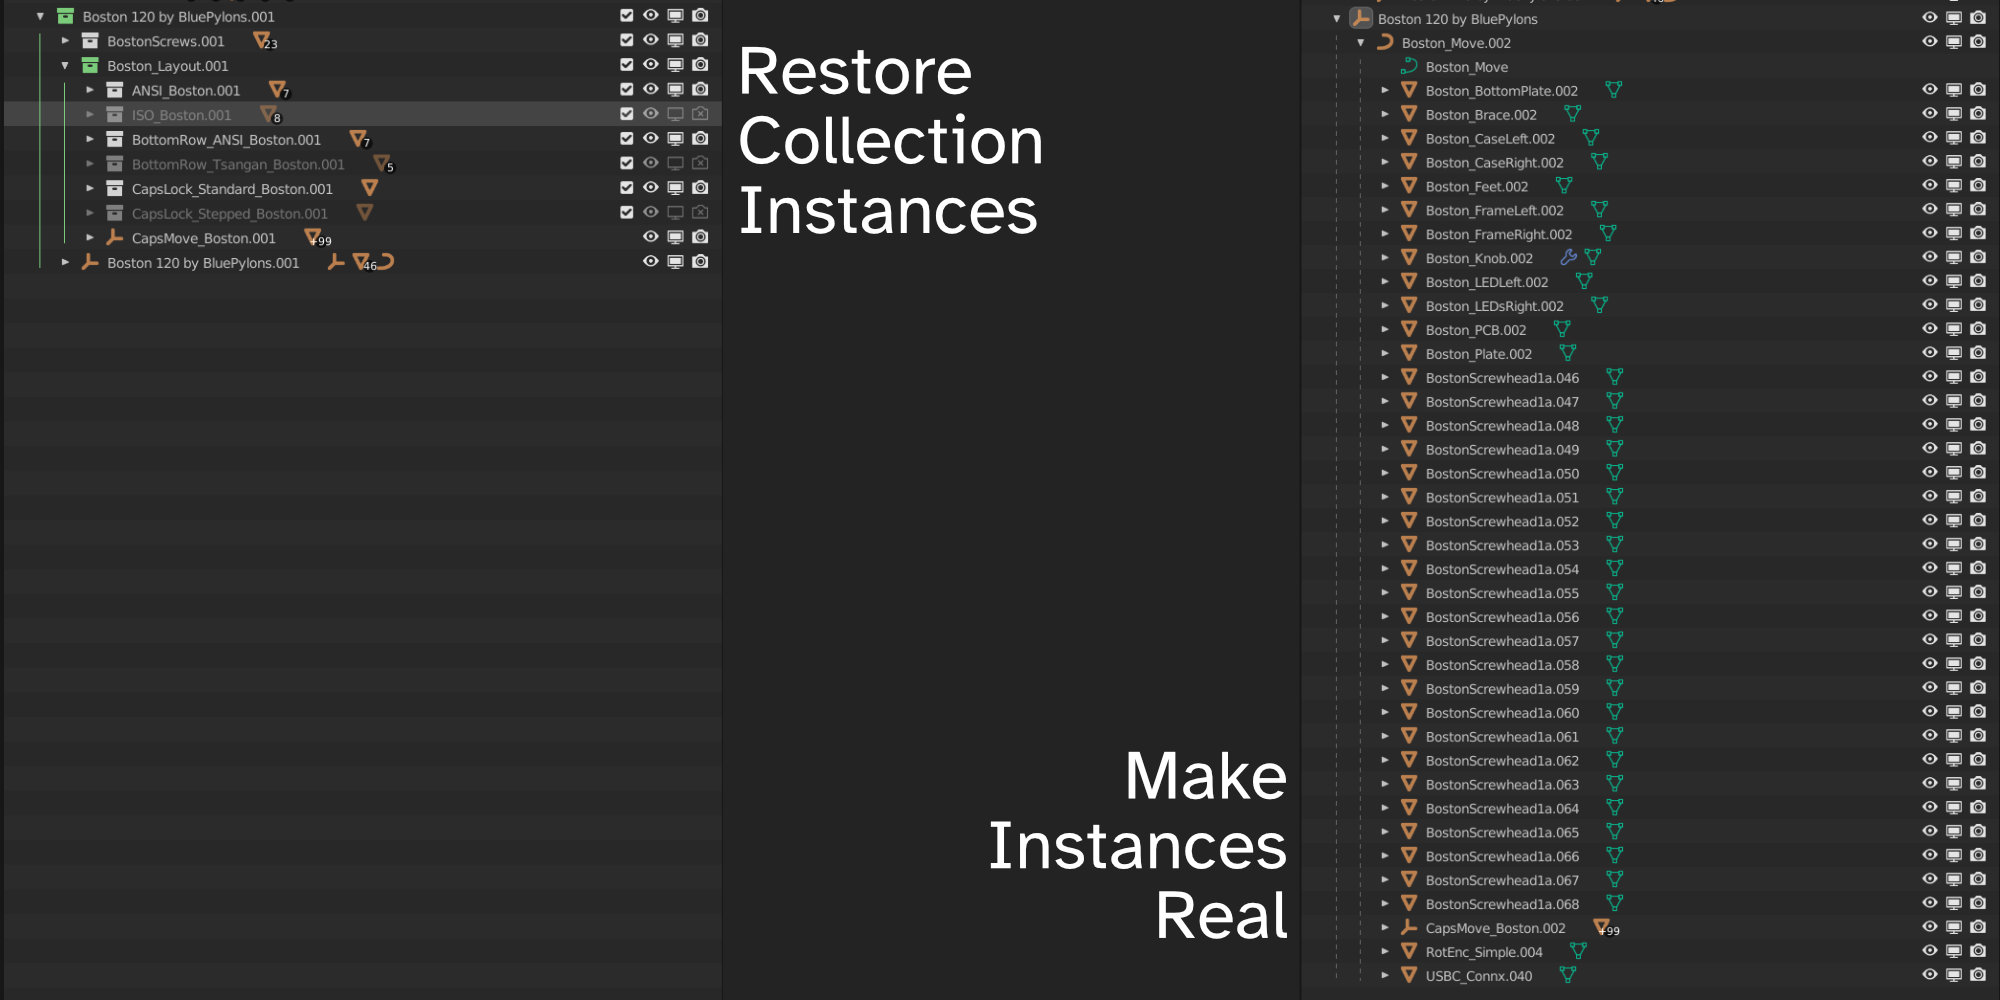 Boston 120 by BluePylons.001
BostonScrews.001 23
Boston_Layout.001
ANSI_Boston.001 7
ISO_Boston.001 8
BottomRow_ANSI_Boston.001 7
BottomRow_Tsangan_Boston.001 5
CapsLock_Standard_Boston.001
CapsLock_Stepped_Boston.001
CapsMove_Boston.001 +99
Boston 120 by BluePylons.001 46
Restore
Collection
Instances
Make
Instances
Real
Boston 120 by BluePylons
Boston_Move.002
Boston_Move
Boston_BottomPlate.002
Boston_Brace.002
Boston_CaseLeft.002
Boston_CaseRight.002
Boston_Feet.002
Boston_FrameLeft.002
Boston_FrameRight.002
Boston_Knob.002
Boston_LEDLeft.002
Boston_LEDsRight.002
Boston_PCB.002
Boston_Plate.002
BostonScrewhead1a.046
BostonScrewhead1a.047
BostonScrewhead1a.048
BostonScrewhead1a.049
BostonScrewhead1a.050
BostonScrewhead1a.051
BostonScrewhead1a.052
BostonScrewhead1a.053
BostonScrewhead1a.054
BostonScrewhead1a.055
BostonScrewhead1a.056
BostonScrewhead1a.057
BostonScrewhead1a.058
BostonScrewhead1a.059
BostonScrewhead1a.060
BostonScrewhead1a.061
BostonScrewhead1a.062
BostonScrewhead1a.063
BostonScrewhead1a.064
BostonScrewhead1a.065
BostonScrewhead1a.066
BostonScrewhead1a.067
BostonScrewhead1a.068
CapsMove_Boston.002 +99
RotEnc_Simple.004
USBC_Connx.040